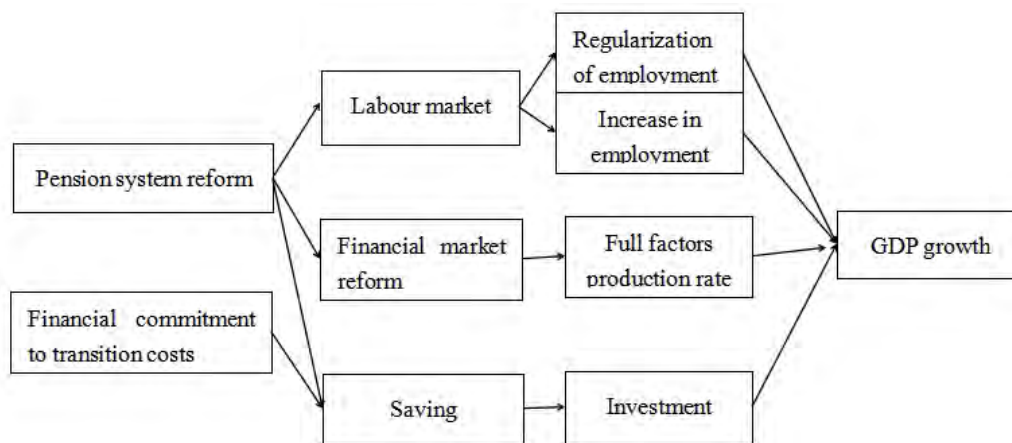 Regularization
of employment
Labour market
Increase in
employment
Pension system reform
Financial market
reform
Full factors
production rate
GDP growth
Financial commitment
to transition costs
Saving
Investment